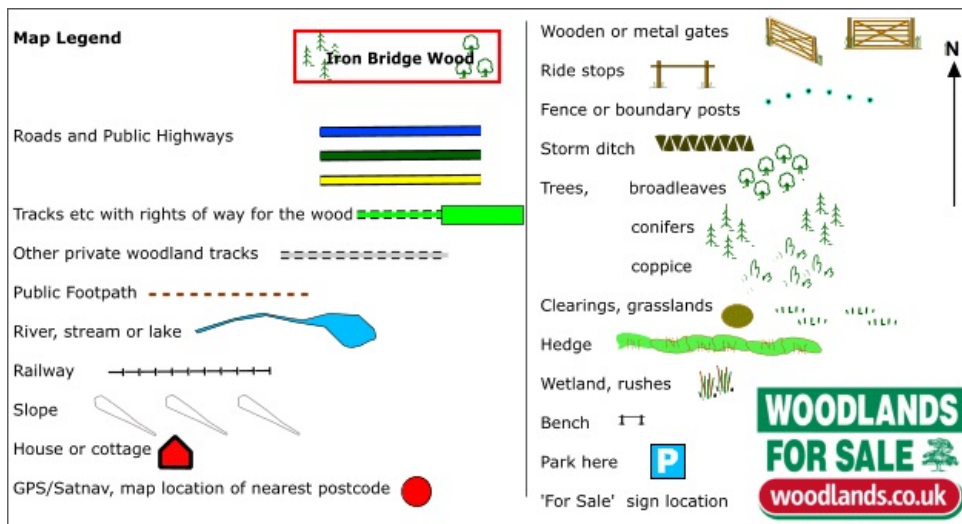 Map Legend
Iron Bridge Wood
Roads and Public Highways
Tracks etc with rights of way for the wood
Other private woodland tracks
Public Footpath
River, stream or lake
Railway
Slope
House or cottage
GPS/Satnav, map location of nearest postcode
Wooden or metal gates
Ride stops
Fence or boundary posts
Storm ditch
Trees, broadleaves
conifers
coppice
Clearings, grasslands
Hedge
Wetland, rushes
Bench
Park here
P
'For Sale' sign location
N
WOODLANDS
FOR SALE
woodlands.co.uk